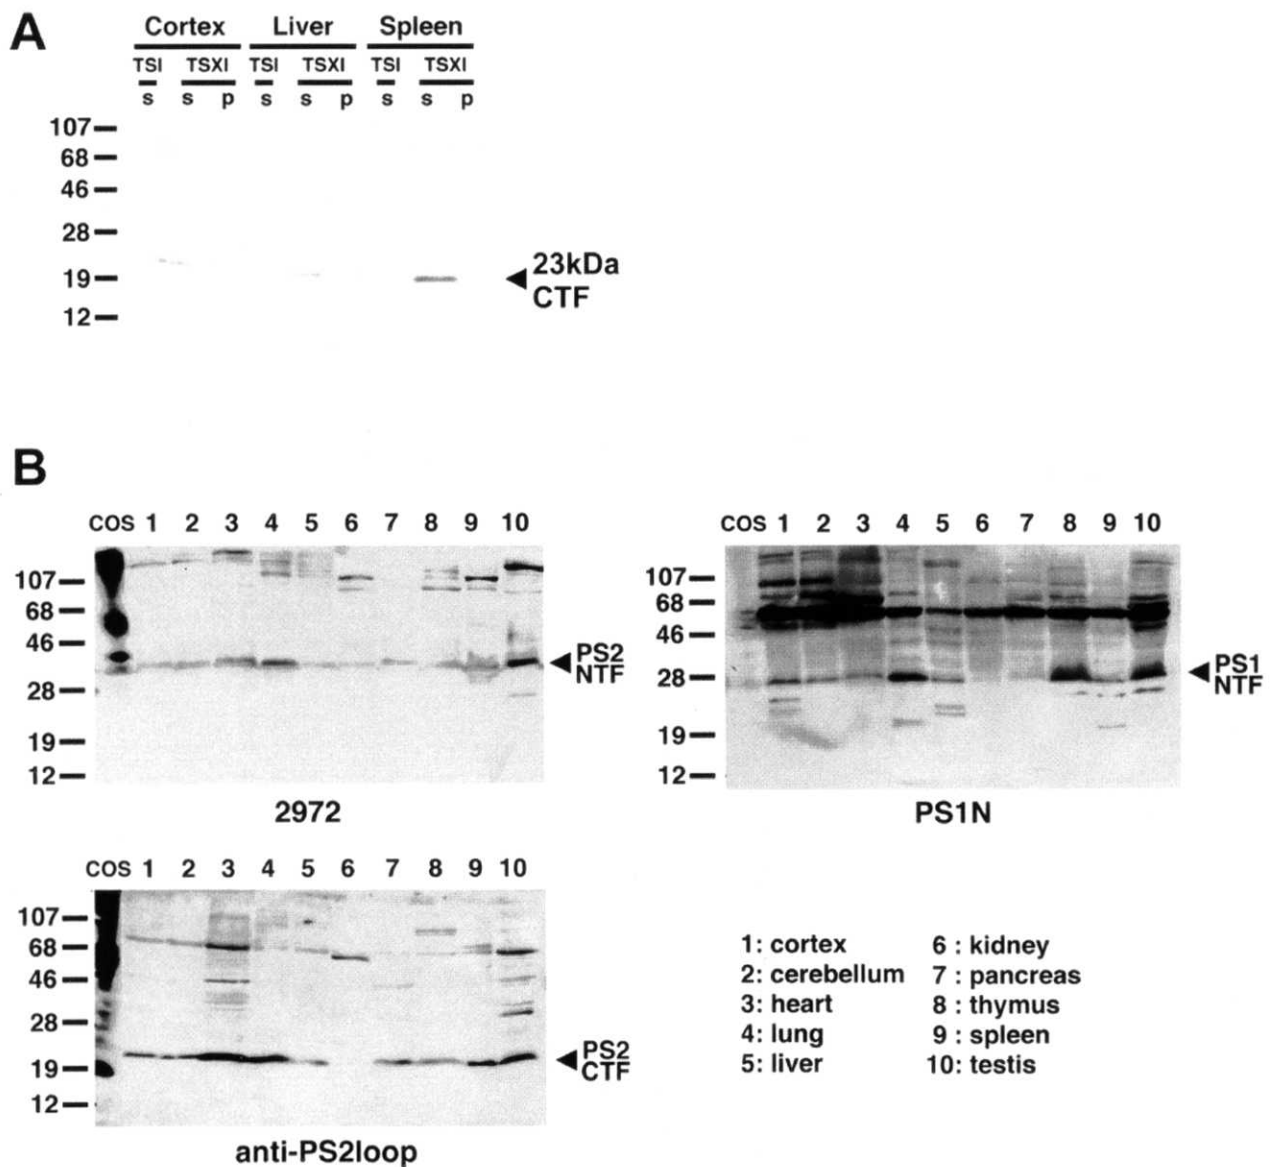 A
Cortex Liver Spleen
TSI TSXI TSI TSXI TSI TSXI
s s p s s p s s p
107
68
46
28
19
12
23kDa
CTF
B
COS 1 2 3 4 5 6 7 8 9 10
107
68
46
28
19
12
PS2
NTF
2972
COS 1 2 3 4 5 6 7 8 9 10
107
68
46
28
19
12
PS1
NTF
PS1N
COS 1 2 3 4 5 6 7 8 9 10
107
68
46
28
19
12
PS2
CTF
anti-PS2loop
1: cortex
2: cerebellum
3: heart
4: lung
5: liver
6 : kidney
7 : pancreas
8 : thymus
9 : spleen
10: testis